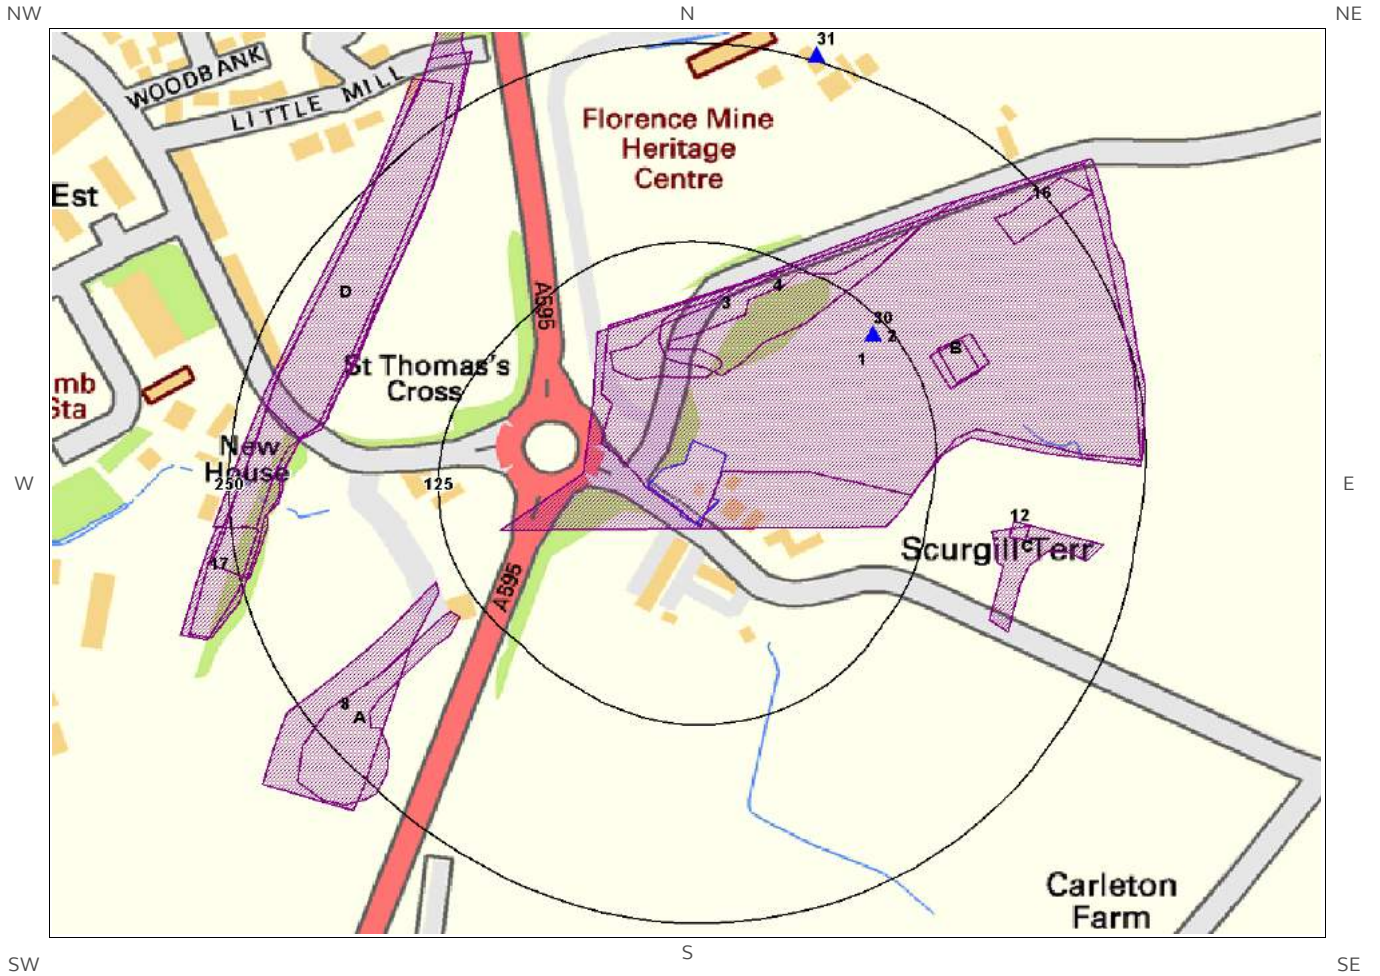 NW
N
NE
31
WOODBANK
LITTLE MILL
Florence Mine
Heritage
Centre
Est
16
D
A595
4
3
30
2
1
B
St Thomas's
Cross
mb
Sta
New
House
W
250
125
E
12
Scurgill Terr
C
17
A595
8
A
Carleton
Farm
SW
S
SE